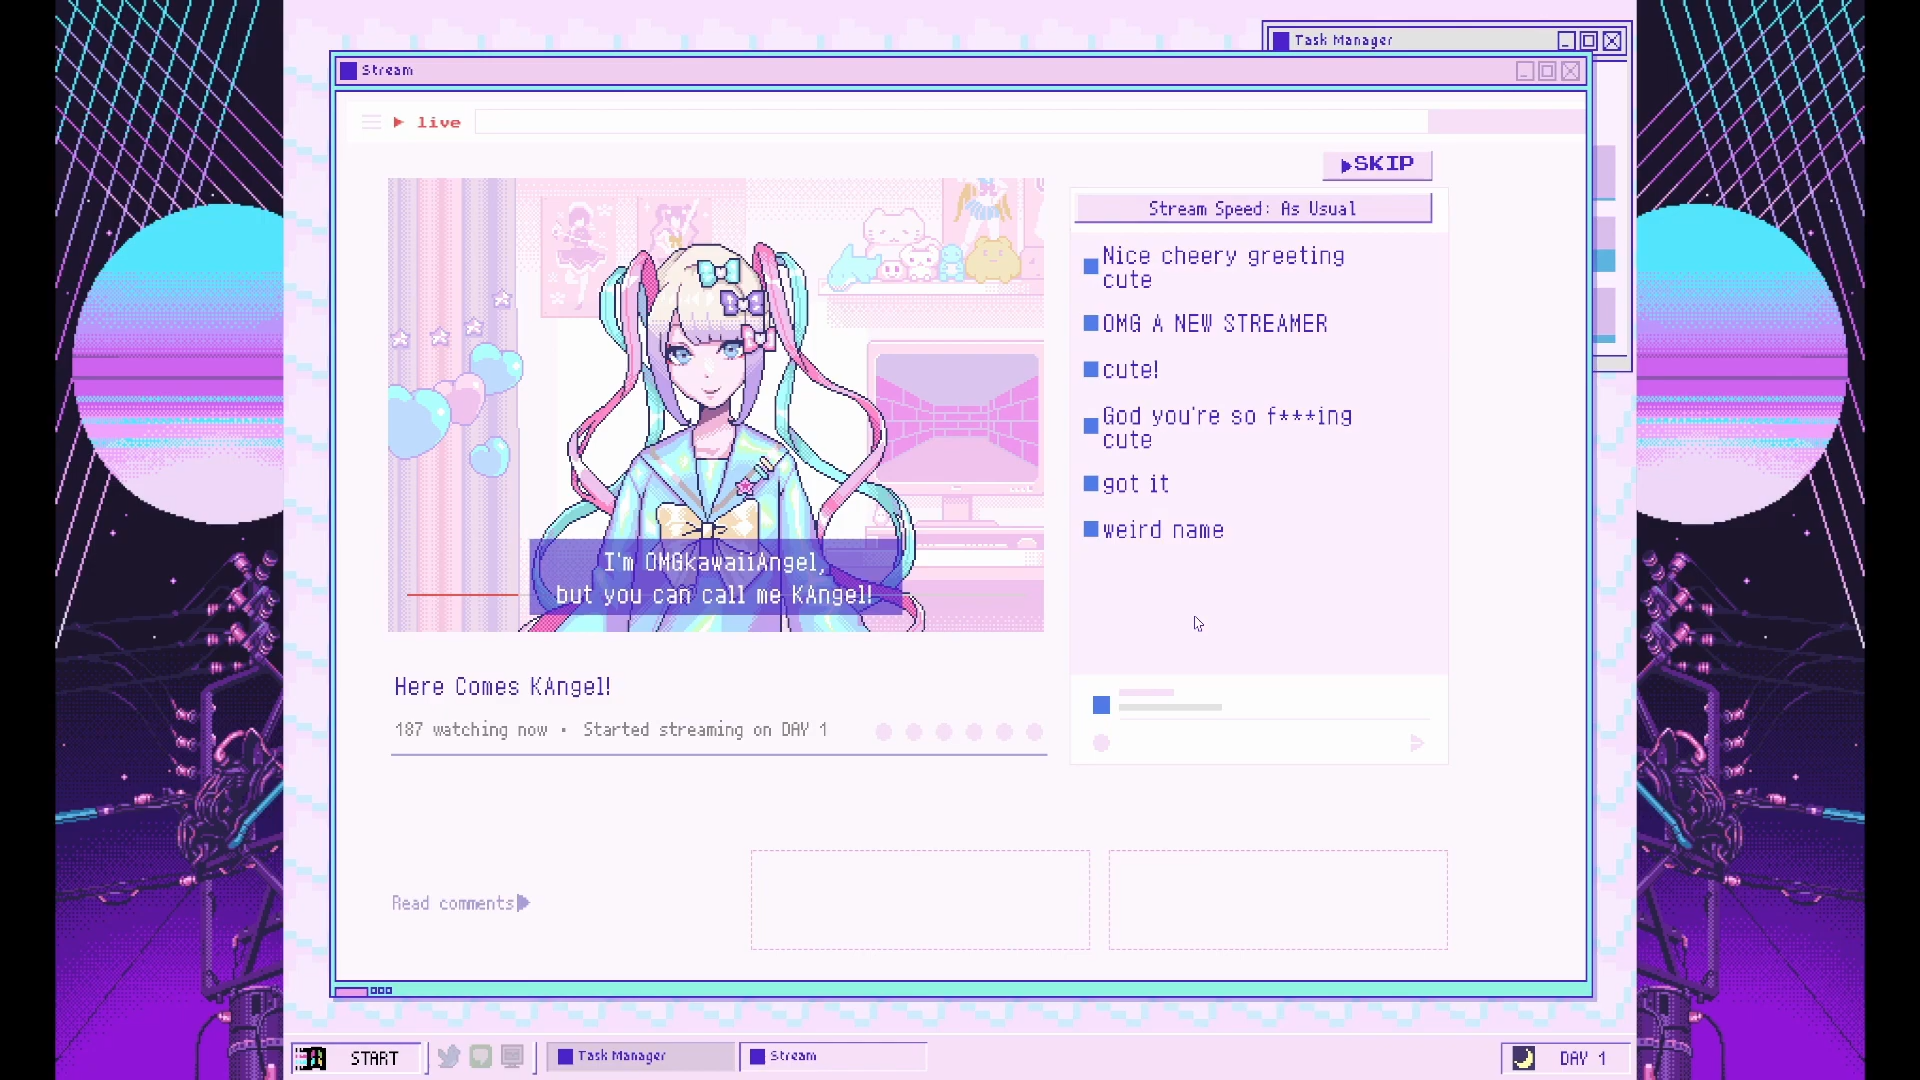 Task Manager
Stream
live
SKIP
Stream Speed: As Usual
Nice cheery greeting
cute
OMG A NEW STREAMER
cute!
God you're so f***ing
cute
got it
weird name
I'm OMGkawaiiAngel,
but you can call me KAngel!
Here Comes KAngel!
187 watching now • Started streaming on DAY 1
Read comments
START
Task Manager
Stream
DAY 1